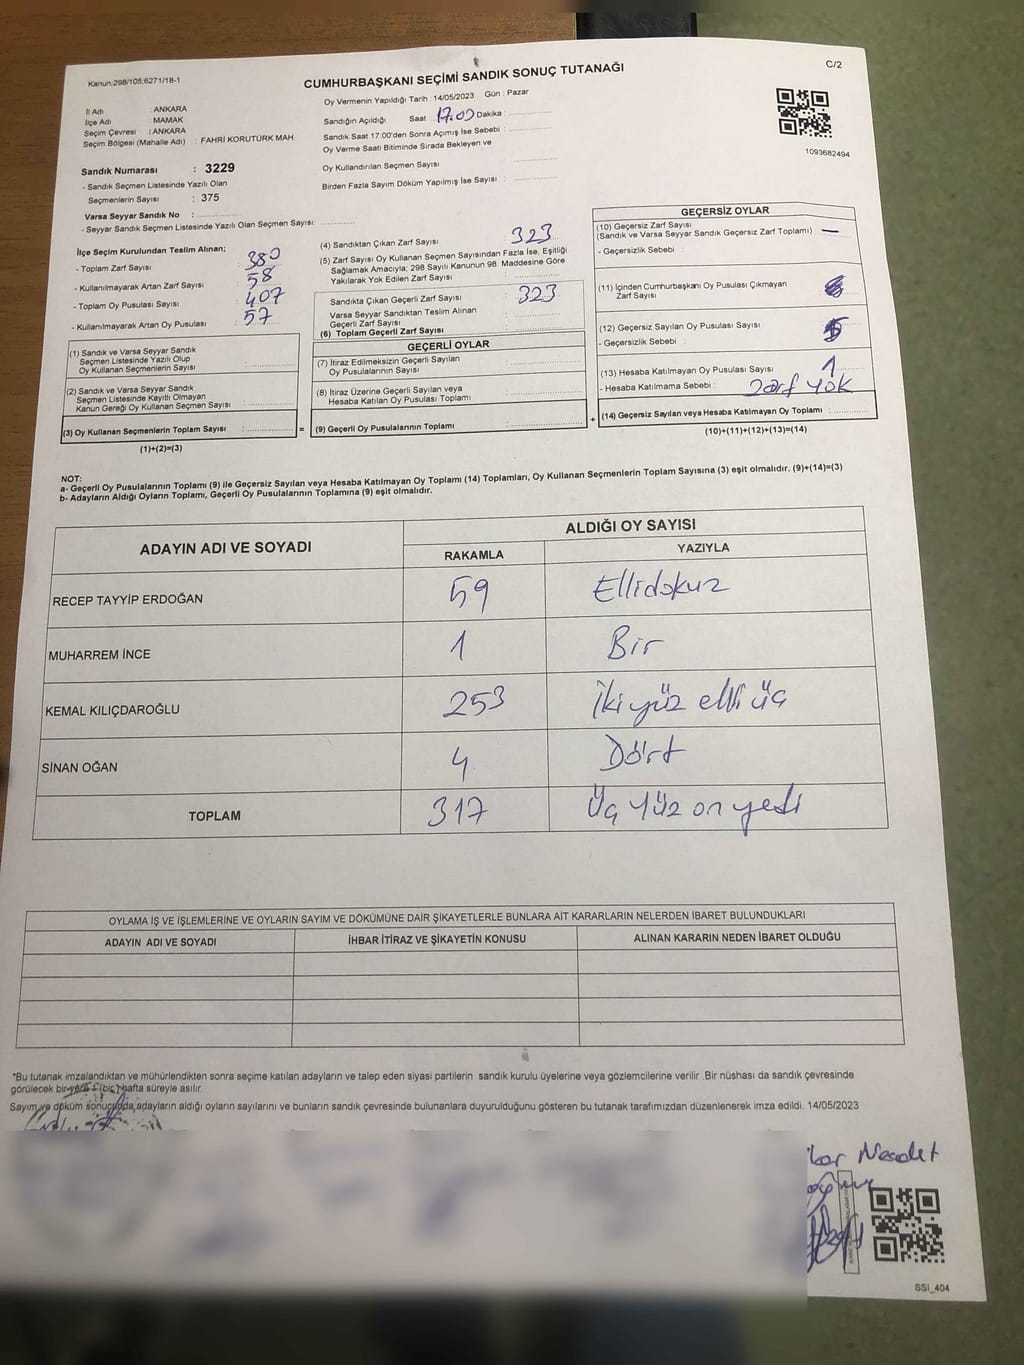 Kanun:298/105,6271/18-1
CUMHURBAŞKANI SEÇİMİ SANDIK SONUÇ TUTANAĞI
C/2
İl Adı : ANKARA
İlçe Adı : MAMAK
Seçim Çevresi : ANKARA
Seçim Bölgesi (Mahalle Adı) : FAHRİ KORUTÜRK MAH.
Oy Vermenin Yapıldığı Tarih : 14/05/2023 Gün : Pazar
Sandığın Açıldığı Saat : 17.00 Dakika :
Sandık Saat 17:00'den Sonra Açımış İse Sebebi :
Oy Verme Saati Bitiminde Sırada Bekleyen ve
Oy Kullandırılan Seçmen Sayısı
Birden Fazla Sayım Döküm Yapılmış İse Sayısı :
1093682494
Sandık Numarası : 3229
- Sandık Seçmen Listesinde Yazılı Olan
Seçmenlerin Sayısı : 375
Varsa Seyyar Sandık No :
- Seyyar Sandık Seçmen Listesinde Yazılı Olan Seçmen Sayısı:
İlçe Seçim Kurulundan Teslim Alınan;
- Toplam Zarf Sayısı : 380
- Kullanılmayarak Artan Zarf Sayısı : 58
- Toplam Oy Pusulası Sayısı : 407
- Kullanılmayarak Artan Oy Pusulası : 57
(1) Sandık ve Varsa Seyyar Sandık
Seçmen Listesinde Yazılı Olup
Oy Kullanan Seçmenlerin Sayısı :
(2) Sandık ve Varsa Seyyar Sandık
Seçmen Listesinde Kayıtlı Olmayan
Kanun Gereği Oy Kullanan Seçmen Sayısı :
(3) Oy Kullanan Seçmenlerin Toplam Sayısı : =
(1)+(2)=(3)
(4) Sandıktan Çıkan Zarf Sayısı 323
(5) Zarf Sayısı Oy Kullanan Seçmen Sayısından Fazla İse, Eşitliği
Sağlamak Amacıyla; 298 Sayılı Kanunun 98. Maddesine Göre
Yakılarak Yok Edilen Zarf Sayısı :
Sandıkta Çıkan Geçerli Zarf Sayısı : 323
Varsa Seyyar Sandıktan Teslim Alınan
Geçerli Zarf Sayısı :
(6) Toplam Geçerli Zarf Sayısı :
GEÇERLİ OYLAR
(7) İtiraz Edilmeksizin Geçerli Sayılan
Oy Pusulasının Sayısı :
(8) İtiraz Üzerine Geçerli Sayılan veya
Hesaba Katılan Oy Pusulası Toplamı :
(9) Geçerli Oy Pusulalarının Toplamı : +
GEÇERSİZ OYLAR
(10) Geçersiz Zarf Sayısı
(Sandık ve Varsa Seyyar Sandık Geçersiz Zarf Toplamı) : —
- Geçersizlik Sebebi :
(11) İçinden Cumhurbaşkanı Oy Pusulası Çıkmayan
Zarf Sayısı :
(12) Geçersiz Sayılan Oy Pusulası Sayısı : 5
- Geçersizlik Sebebi :
(13) Hesaba Katılmayan Oy Pusulası Sayısı : 1
- Hesaba Katılmama Sebebi : Zarf yok
(14) Geçersiz Sayılan veya Hesaba Katılmayan Oy Toplamı :
(10)+(11)+(12)+(13)=(14)
NOT:
a- Geçerli Oy Pusulalarının Toplamı (9) ile Geçersiz Sayılan veya Hesaba Katılmayan Oy Toplamı (14) Toplamları, Oy Kullanan Seçmenlerin Toplam Sayısına (3) eşit olmalıdır. (9)+(14)=(3)
b- Adayların Aldığı Oyların Toplamı, Geçerli Oy Pusulalarının Toplamına (9) eşit olmalıdır.
ADAYIN ADI VE SOYADI ALDIĞI OY SAYISI
RAKAMLA YAZIYLA
RECEP TAYYİP ERDOĞAN 59 Ellidokuz
MUHARREM İNCE 1 Bir
KEMAL KILIÇDAROĞLU 253 İkiyüz elli üç
SİNAN OĞAN 4 Dört
TOPLAM 317 Üç yüz on yedi
OYLAMA İŞ VE İŞLEMLERİNE VE OYLARIN SAYIM VE DÖKÜMÜNE DAİR ŞİKAYETLERLE BUNLARA AİT KARARLARIN NELERDEN İBARET BULUNDUKLARI
ADAYIN ADI VE SOYADI İHBAR İTİRAZ VE ŞİKAYETİN KONUSU ALINAN KARARIN NEDEN İBARET OLDUĞU
*Bu tutanak imzalandıktan ve mühürlendikten sonra seçime katılan adayların ve talep eden siyasi partilerin sandık kurulu üyelerine veya gözlemcilerine verilir .Bir nüshası da sandık çevresinde
görülecek bir yere 1 (bir) hafta süreyle asılır.
Sayım ve döküm sonucunda,adayların aldığı oyların sayılarını ve bunların sandık çevresinde bulunanlara duyurulduğunu gösteren bu tutanak tarafımızdan düzenlenerek imza edildi. 14/05/2023
SSI_404